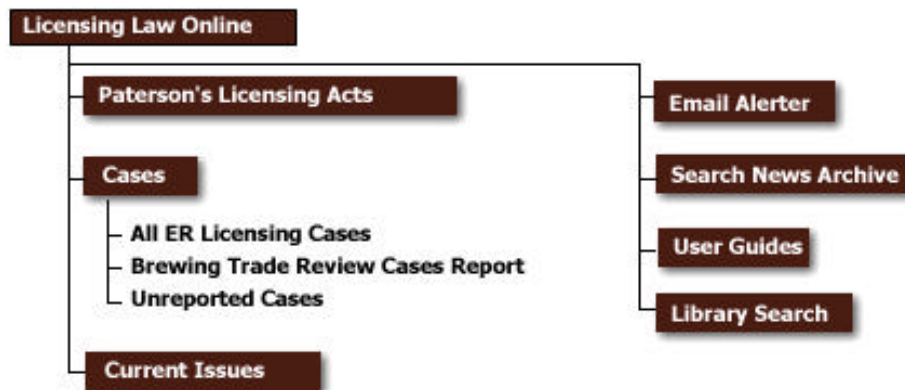 Licensing Law Online
Paterson's Licensing Acts
Cases
All ER Licensing Cases
Brewing Trade Review Cases Report
Unreported Cases
Current Issues
Email Alerter
Search News Archive
User Guides
Library Search